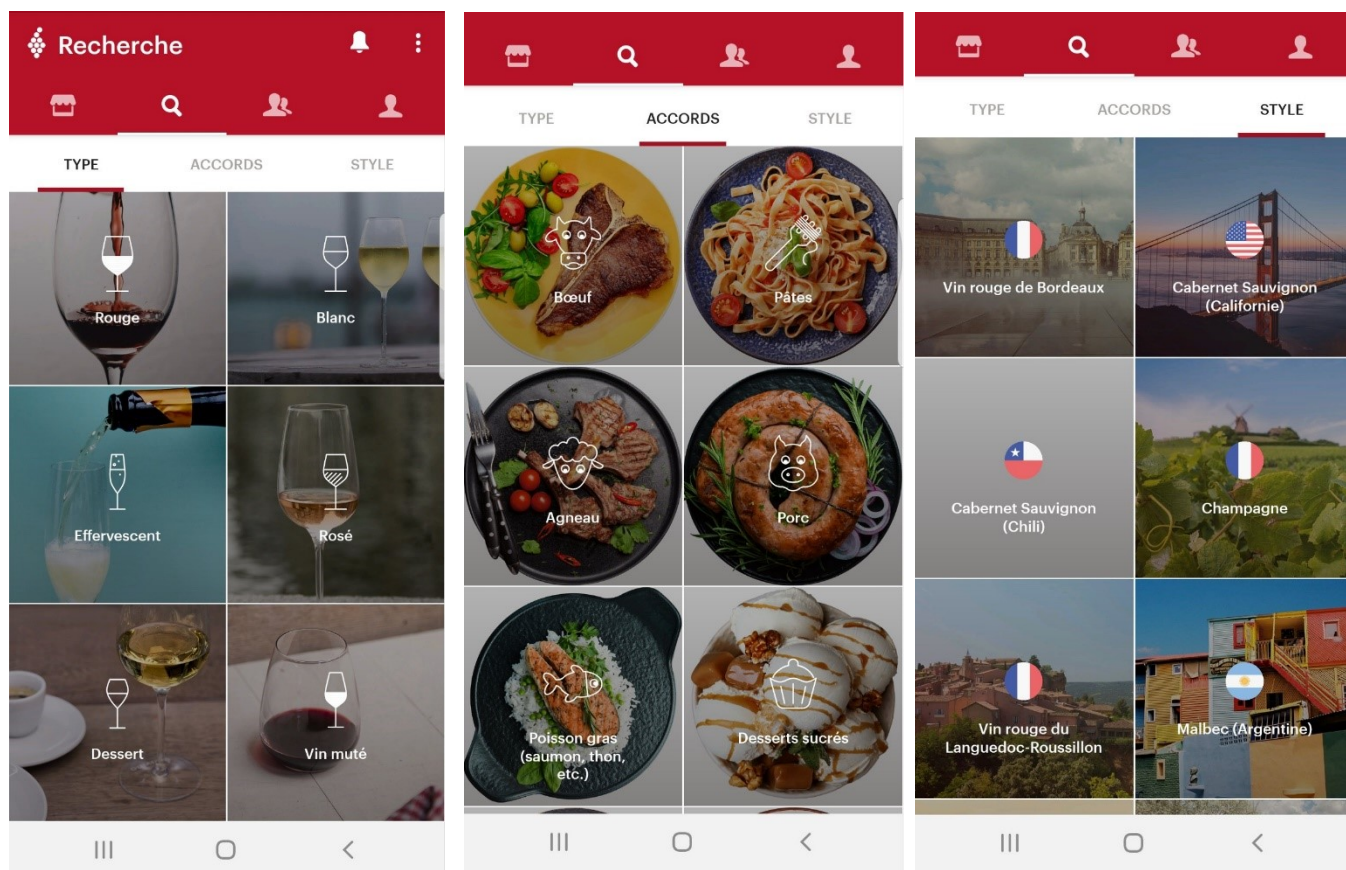 Recherche
TYPE
ACCORDS
STYLE
Rouge
Blanc
Effervescent
Rosé
Dessert
Vin muté
TYPE
ACCORDS
STYLE
Bœuf
Pâtes
Agneau
Porc
Poisson gras
(saumon, thon,
etc.)
Desserts sucrés
TYPE
ACCORDS
STYLE
Vin rouge de Bordeaux
Cabernet Sauvignon
(Californie)
Cabernet Sauvignon
(Chili)
Champagne
Vin rouge du
Languedoc-Roussillon
Malbec (Argentine)